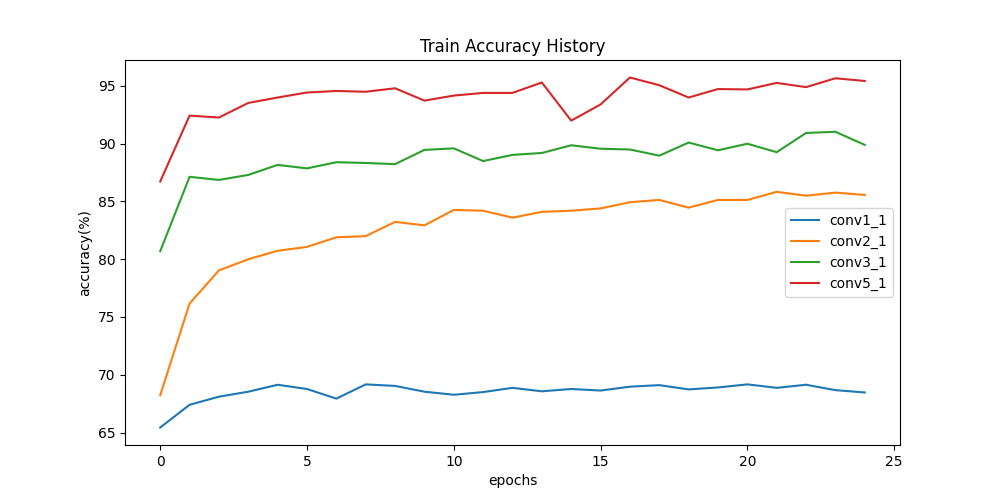 Train Accuracy History
accuracy(%)
95
90
85
80
75
70
65
conv1_1
conv2_1
conv3_1
conv5_1
0 5 10 15 20 25
epochs